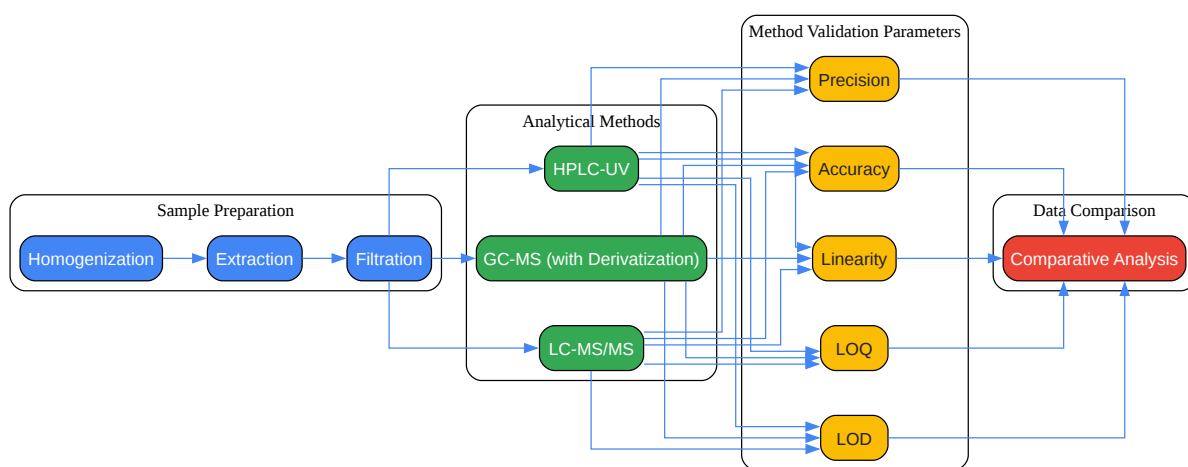 Sample Preparation
Homogenization
Extraction
Filtration
Analytical Methods
HPLC-UV
GC-MS (with Derivatization)
LC-MS/MS
Method Validation Parameters
Precision
Accuracy
Linearity
LOQ
LOD
Data Comparison
Comparative Analysis